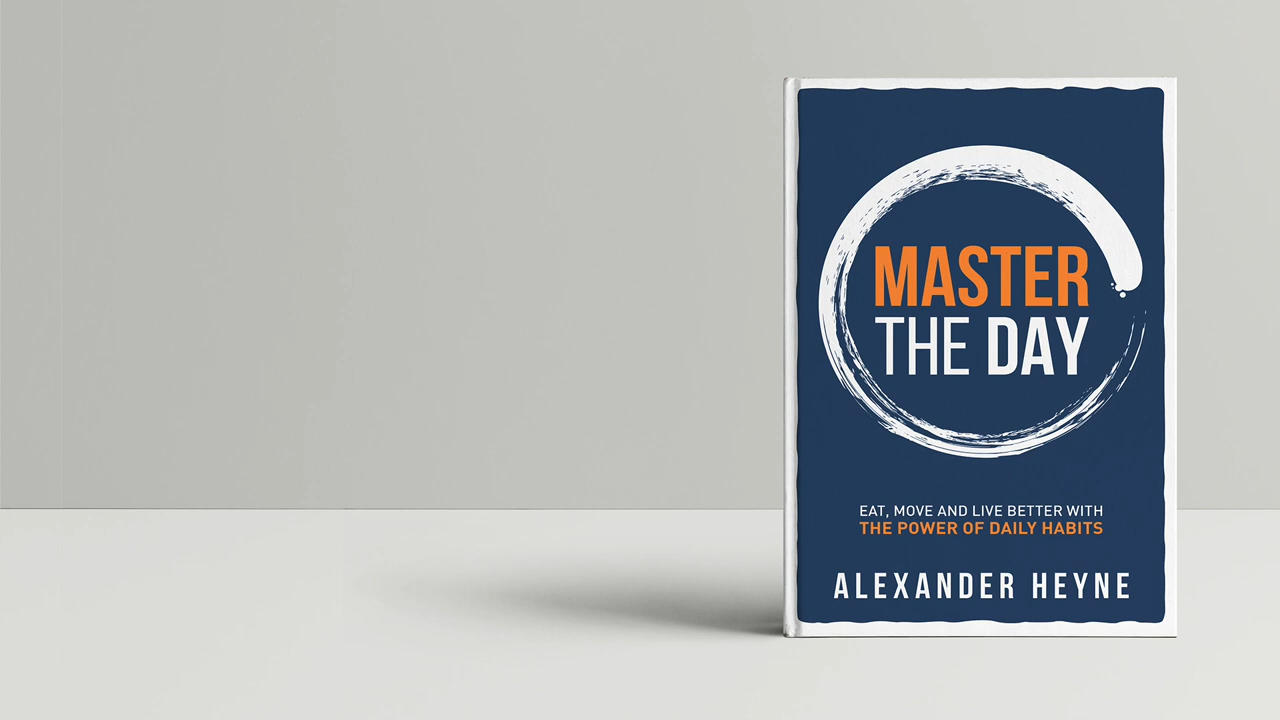 MASTER
THE DAY
EAT, MOVE AND LIVE BETTER WITH
THE POWER OF DAILY HABITS
ALEXANDER HEYNE